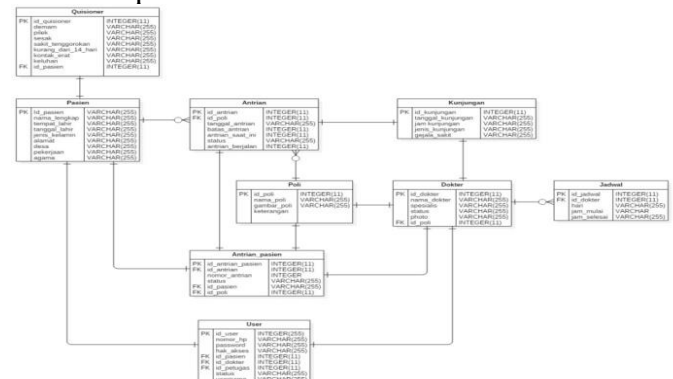 Quisioner
PK id_quisioner INTEGER(11)
demam VARCHAR(255)
pilek VARCHAR(255)
sesak VARCHAR(255)
sakit_tenggorokan VARCHAR(255)
kurang_dari_14_hari VARCHAR(255)
kontak_erat VARCHAR(255)
keluhan VARCHAR(255)
FK id_pasien INTEGER(11)
Pasien
PK id_pasien VARCHAR(255)
nama_lengkap VARCHAR(255)
tempat_lahir VARCHAR(255)
tanggal_lahir VARCHAR(255)
jenis_kelamin VARCHAR(255)
alamat VARCHAR(255)
desa VARCHAR(255)
pekerjaan VARCHAR(255)
agama VARCHAR(255)
Antrian
PK id_antrian INTEGER(11)
FK id_poli INTEGER(11)
tanggal_antrian INTEGER(11)
batas_antrian INTEGER(11)
antrian_saat_ini INTEGER(11)
status VARCHAR(255)
antrian_berjalan INTEGER(11)
Kunjungan
PK id_kunjungan INTEGER(11)
tanggal_kunjungan VARCHAR(255)
jam_kunjungan VARCHAR(255)
jenis_kunjungan VARCHAR(255)
gejala_sakit VARCHAR(255)
Poli
PK id_poli INTEGER(11)
nama_poli VARCHAR(255)
gambar_poli VARCHAR(255)
keterangan
Dokter
PK id_dokter INTEGER(11)
nama_dokter VARCHAR(255)
spesialis VARCHAR(255)
status VARCHAR(255)
photo VARCHAR(255)
FK id_poli INTEGER(11)
Jadwal
PK id_jadwal INTEGER(11)
FK id_dokter INTEGER(11)
hari VARCHAR(255)
jam_mulai VARCHAR
jam_selesai VARCHAR(255)
Antrian_pasien
PK id_antrian_pasien INTEGER(11)
FK id_antrian INTEGER(11)
nomor_antrian INTEGER
status VARCHAR(255)
FK id_pasien INTEGER(11)
FK id_poli INTEGER(11)
User
PK id_user INTEGER(255)
nomor_hp VARCHAR(255)
password VARCHAR(255)
hak_akses VARCHAR(255)
FK id_pasien INTEGER(11)
FK id_dokter INTEGER(11)
FK id_petugas INTEGER(11)
status VARCHAR(255)